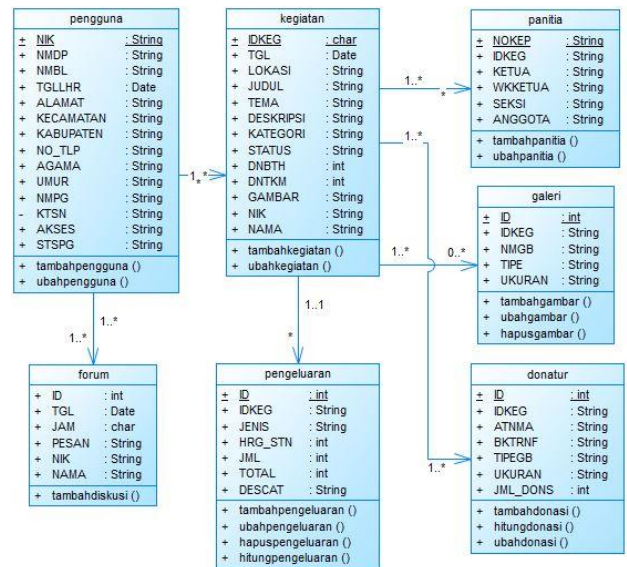 pengguna
+ NIK : String
+ NMDP : String
+ NMBL : String
+ TGLLHR : Date
+ ALAMAT : String
+ KECAMATAN : String
+ KABUPATEN : String
+ NO_TLP : String
+ AGAMA : String
+ UMUR : String
+ NMPG : String
- KTSN : String
+ AKSES : String
+ STSPG : String
+ tambahpengguna ()
+ ubahpengguna ()
1..*
*
kegiatan
+ IDKEG : char
+ TGL : Date
+ LOKASI : String
+ JUDUL : String
+ TEMA : String
+ DESKRIPSI : String
+ KATEGORI : String
+ STATUS : String
+ DNBTH : int
+ DNTKM : int
+ GAMBAR : String
+ NIK : String
+ NAMA : String
+ tambahkegiatan ()
+ ubahkegiatan ()
1..*
*
panitia
+ NOKEP : String
+ IDKEG : String
+ KETUA : String
+ WKKETUA : String
+ SEKSI : String
+ ANGGOTA : String
+ tambahpanitia ()
+ ubahpanitia ()
1..*
1..*
0..*
galeri
+ ID : int
+ IDKEG : String
+ NMGB : String
+ TIPE : String
+ UKURAN : String
+ tambahgambar ()
+ ubahgambar ()
+ hapusgambar ()
1..*
1..*
forum
+ ID : int
+ TGL : Date
+ JAM : char
+ PESAN : String
+ NIK : String
+ NAMA : String
+ tambahdiskusi ()
1..1
*
pengeluaran
+ ID : int
+ IDKEG : String
+ JENIS : String
+ HRG_STN : int
+ JML : int
+ TOTAL : int
+ DESCAT : String
+ tambahpengeluaran ()
+ ubahpengeluaran ()
+ hapuspengeluaran ()
+ hitungpengeluaran ()
1..*
donatur
+ ID : int
+ IDKEG : String
+ ATNMA : String
+ BKTRNF : String
+ TIPEGB : String
+ UKURAN : String
+ JML_DONS : int
+ tambahdonasi ()
+ hitungdonasi ()
+ ubahdonasi ()